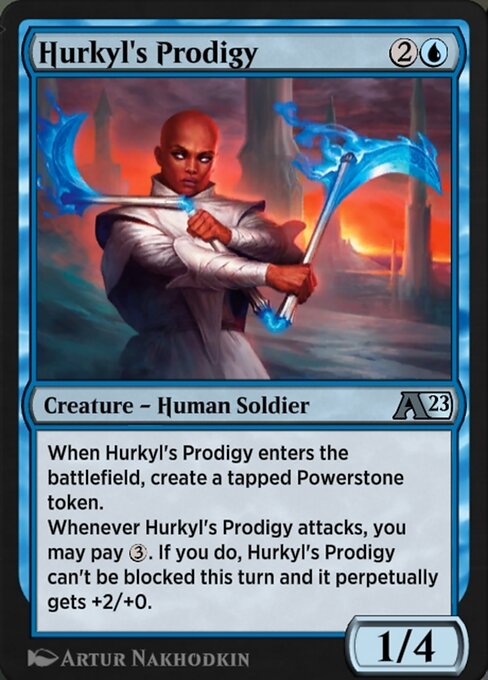 Hurkyl's Prodigy 2
Creature – Human Soldier A23
When Hurkyl's Prodigy enters the
battlefield, create a tapped Powerstone
token.
Whenever Hurkyl's Prodigy attacks, you
may pay 3. If you do, Hurkyl's Prodigy
can't be blocked this turn and it perpetually
gets +2/+0.
1/4
Artur Nakhodkin